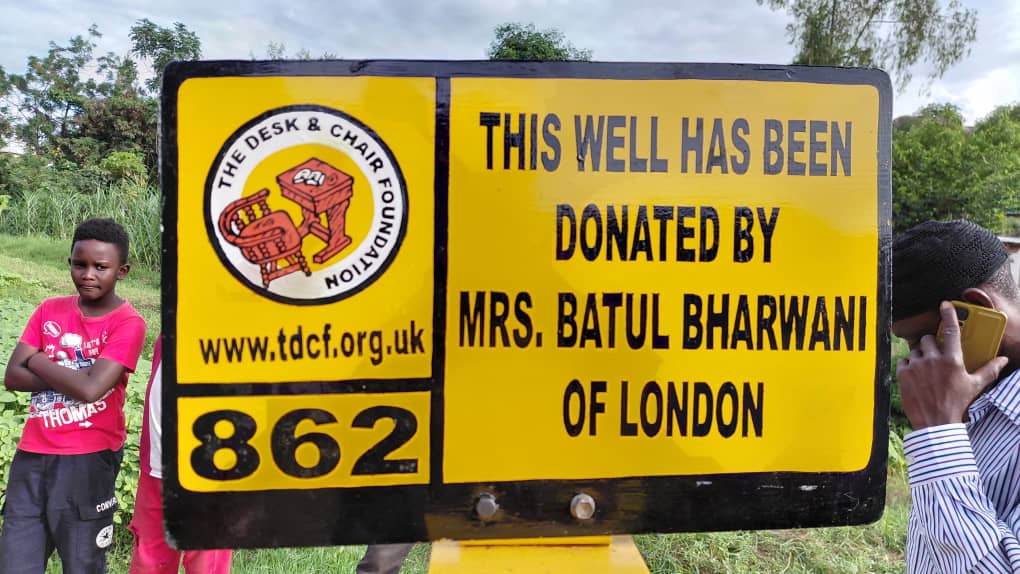 THE DESK & CHAIR FOUNDATION
www.tdcf.org.uk
862
THIS WELL HAS BEEN
DONATED BY
MRS. BATUL BHARWANI
OF LONDON
THOMAS